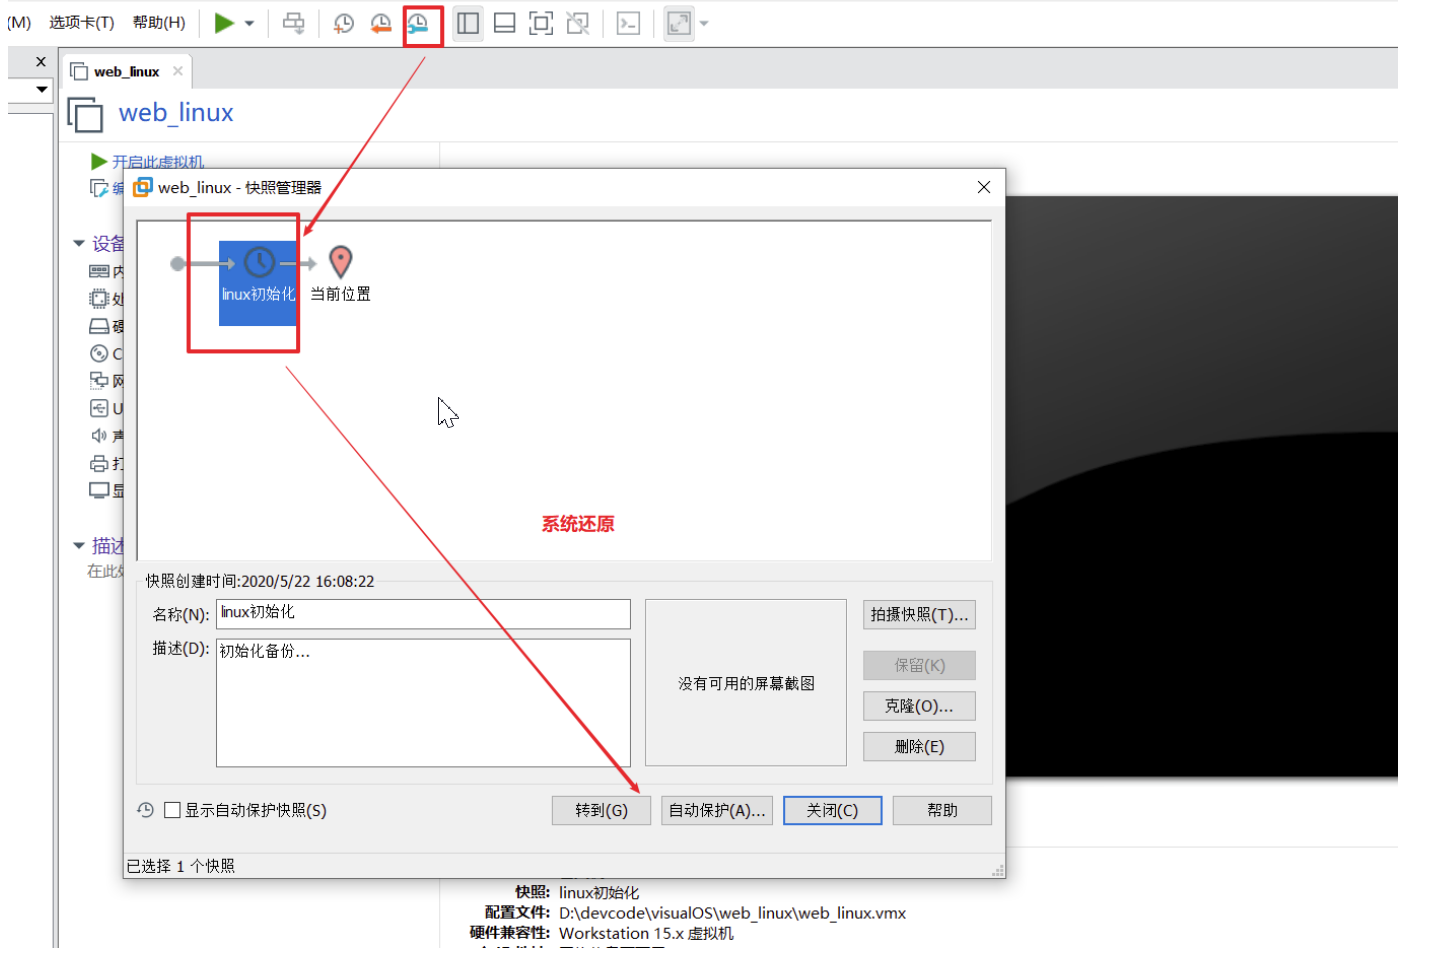 (M) 选项卡(T) 帮助(H)
web_linux
web_linux
开启此虚拟机
编
web_linux - 快照管理器
设备
linux初始化
当前位置
系统还原
描述
在此处
快照创建时间:2020/5/22 16:08:22
名称(N):
linux初始化
描述(D):
初始化备份...
没有可用的屏幕截图
拍摄快照(T)...
保留(K)
克隆(O)...
删除(E)
显示自动保护快照(S)
转到(G)
自动保护(A)...
关闭(C)
帮助
已选择 1 个快照
快照: linux初始化
配置文件: D:\devcode\visualOS\web_linux\web_linux.vmx
硬件兼容性: Workstation 15.x 虚拟机